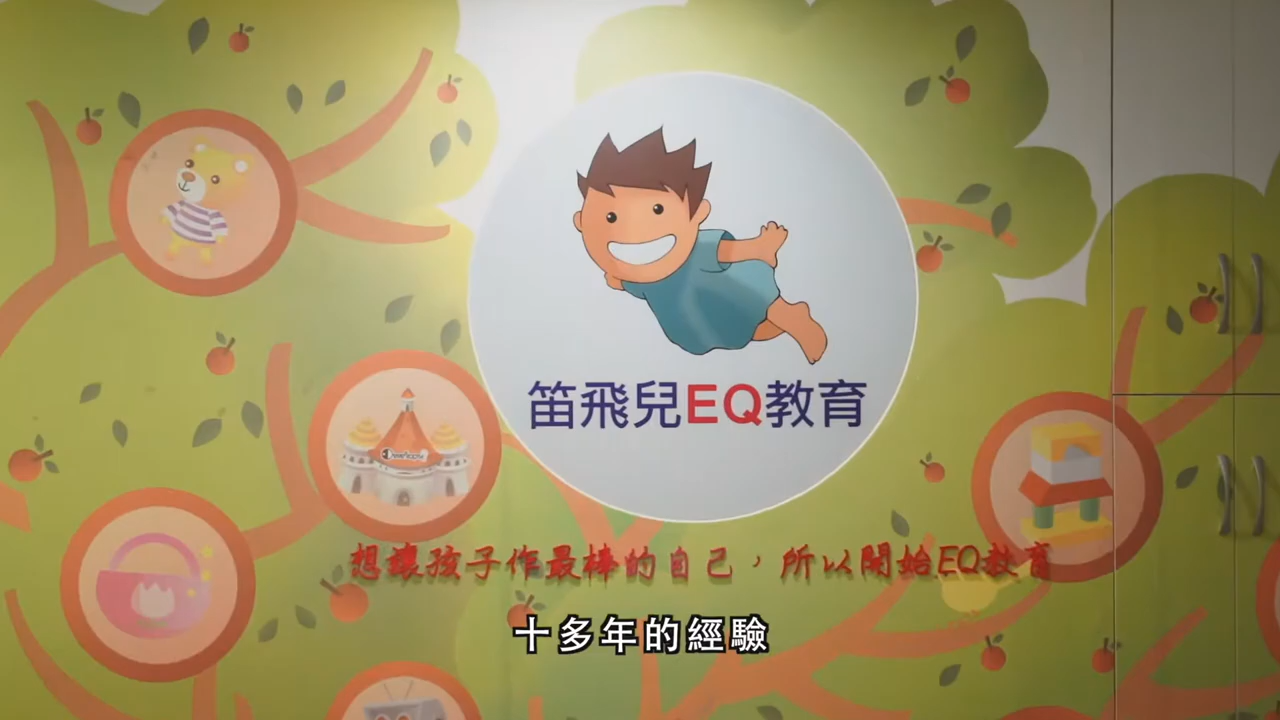 笛飛兒EQ教育
想讓孩子作最棒的自己，所以開始EQ教育
十多年的經驗